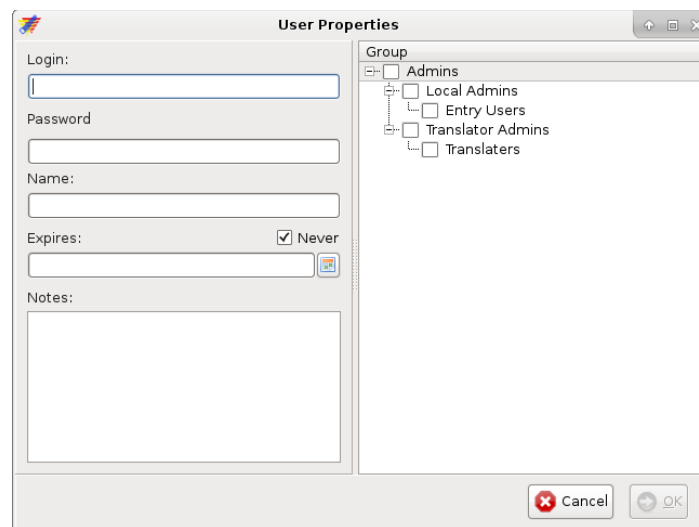 User Properties
Login:
Password
Name:
Expires:
Never
Notes:
Group
Admins
Local Admins
Entry Users
Translator Admins
Translaters
Cancel
OK